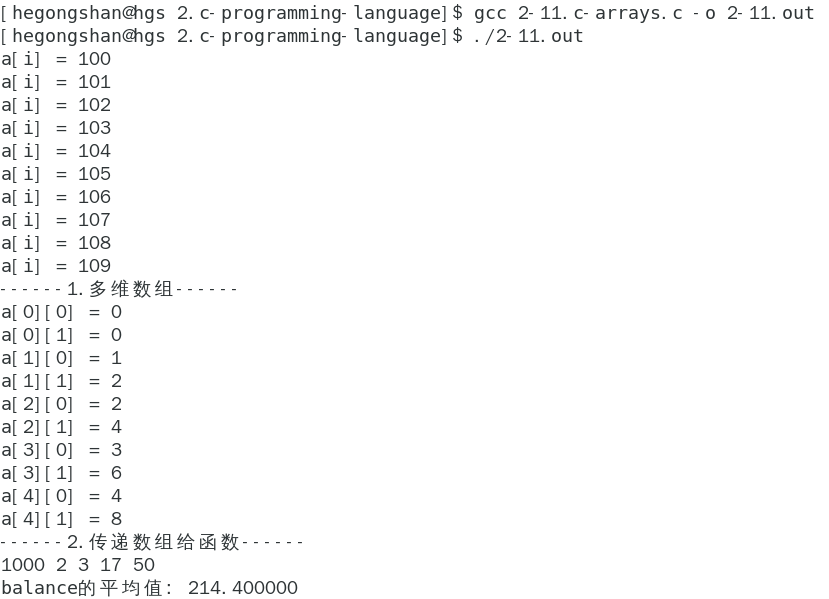 [hegongshan@hgs 2.c-programming-language]$ gcc 2-11.c-arrays.c -o 2-11.out
[hegongshan@hgs 2.c-programming-language]$ ./2-11.out
a[i] = 100
a[i] = 101
a[i] = 102
a[i] = 103
a[i] = 104
a[i] = 105
a[i] = 106
a[i] = 107
a[i] = 108
a[i] = 109
------1.多维数组------
a[0][0] = 0
a[0][1] = 0
a[1][0] = 1
a[1][1] = 2
a[2][0] = 2
a[2][1] = 4
a[3][0] = 3
a[3][1] = 6
a[4][0] = 4
a[4][1] = 8
------2.传递数组给函数------
1000 2 3 17 50
balance的平均值: 214.400000